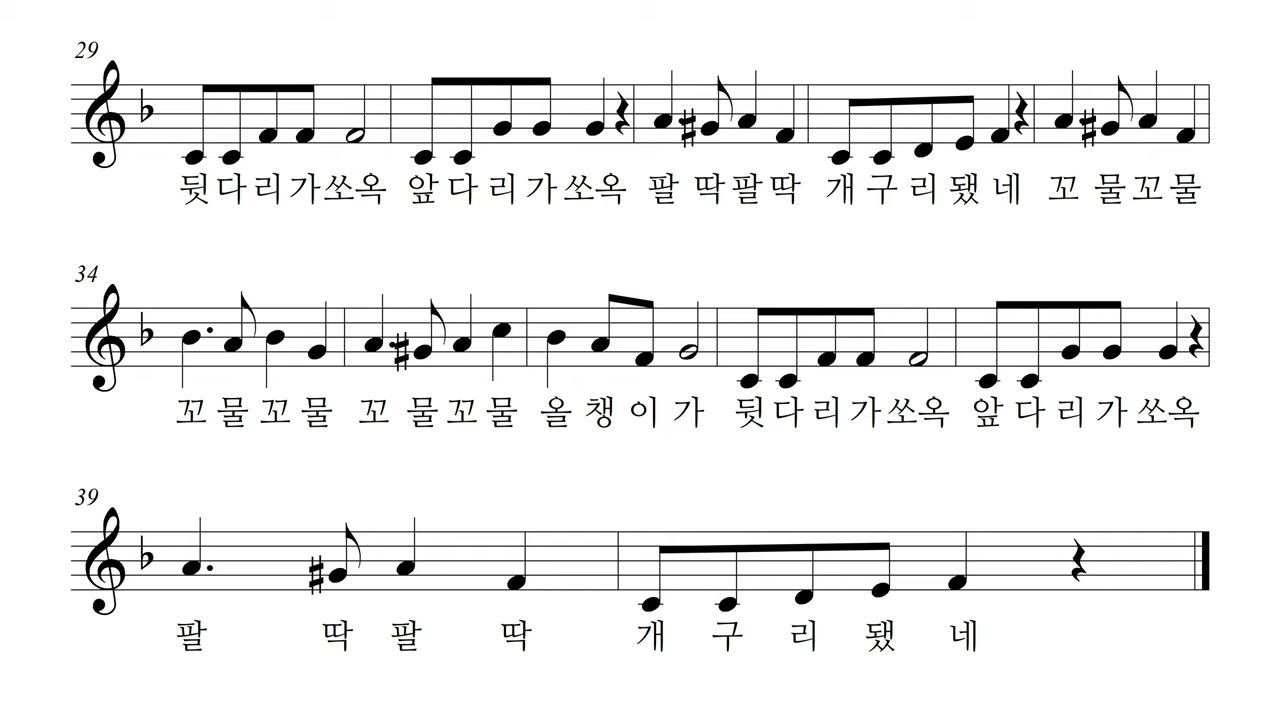 29
뒷다리가쏘옥 앞다리가쏘옥 팔딱팔딱 개구리됐네 꼬물꼬물
34
꼬물꼬물 꼬물꼬물 올챙이가 뒷다리가쏘옥 앞다리가쏘옥
39
팔딱팔딱 개구리됐네